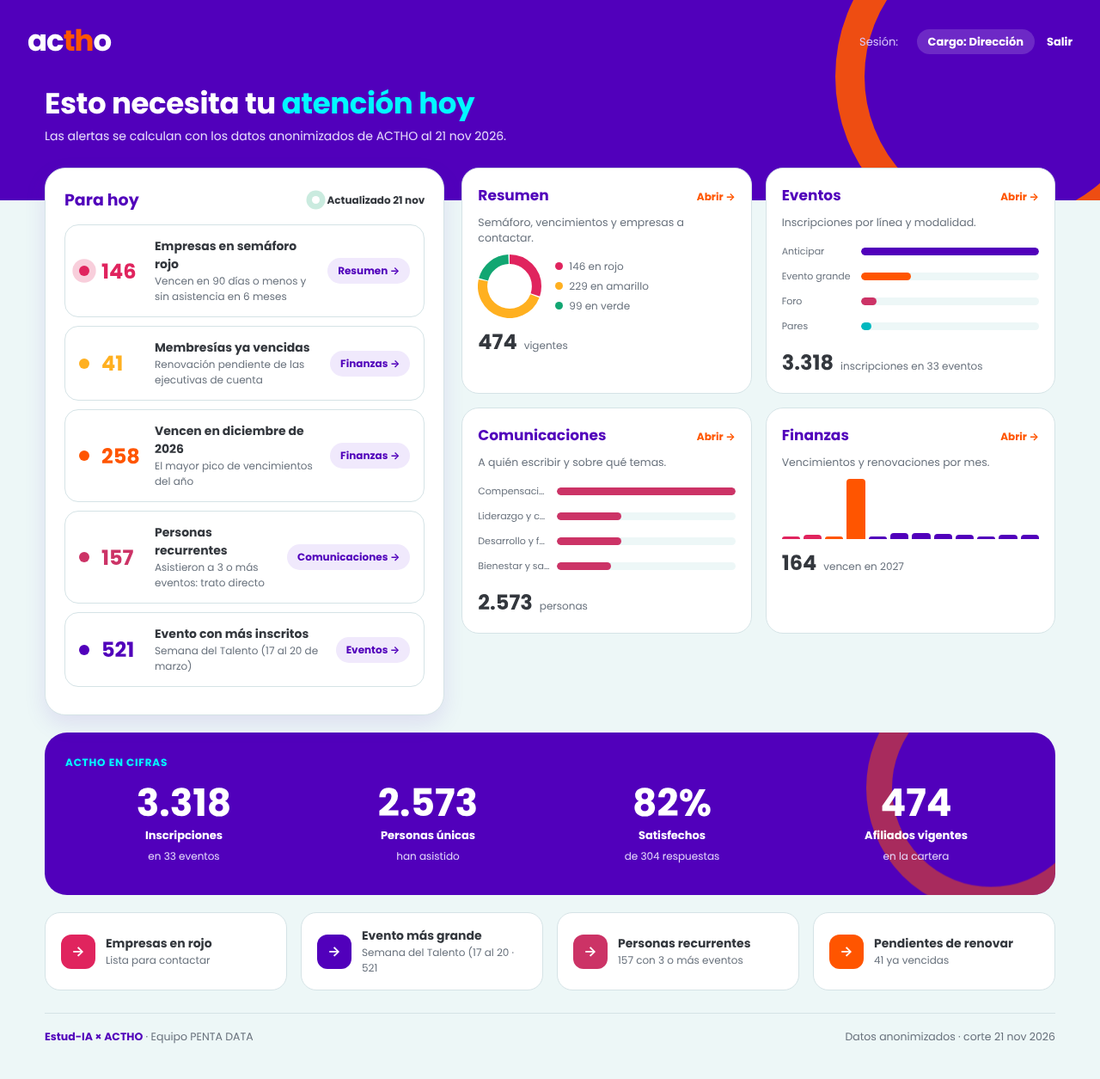 actho
Sesión:
Cargo: Dirección
Salir
Esto necesita tu atención hoy
Las alertas se calculan con los datos anonimizados de ACTHO al 21 nov 2026.
Para hoy
Actualizado 21 nov
146
Empresas en semáforo
rojo
Vencen en 90 días o menos y
sin asistencia en 6 meses
Resumen →
41
Membresías ya vencidas
Renovación pendiente de las
ejecutivas de cuenta
Finanzas →
258
Vencen en diciembre de
2026
El mayor pico de vencimientos
del año
Finanzas →
157
Personas
recurrentes
Asistieron a 3 o más
eventos: trato directo
Comunicaciones →
521
Evento con más inscritos
Semana del Talento (17 al 20 de
marzo)
Eventos →
Resumen
Abrir →
Semáforo, vencimientos y empresas a
contactar.
146 en rojo
229 en amarillo
99 en verde
474 vigentes
Eventos
Abrir →
Inscripciones por línea y modalidad.
Anticipar
Evento grande
Foro
Pares
3.318 inscripciones en 33 eventos
Comunicaciones
Abrir →
A quién escribir y sobre qué temas.
Compensaci...
Liderazgo y c...
Desarrollo y f...
Bienestar y sa...
2.573 personas
Finanzas
Abrir →
Vencimientos y renovaciones por mes.
164 vencen en 2027
ACTHO EN CIFRAS
3.318
Inscripciones
en 33 eventos
2.573
Personas únicas
han asistido
82%
Satisfechos
de 304 respuestas
474
Afiliados vigentes
en la cartera
→
Empresas en rojo
Lista para contactar
→
Evento más grande
Semana del Talento (17 al 20 ·
521
→
Personas recurrentes
157 con 3 o más eventos
→
Pendientes de renovar
41 ya vencidas
Estud-IA × ACTHO · Equipo PENTA DATA
Datos anonimizados · corte 21 nov 2026